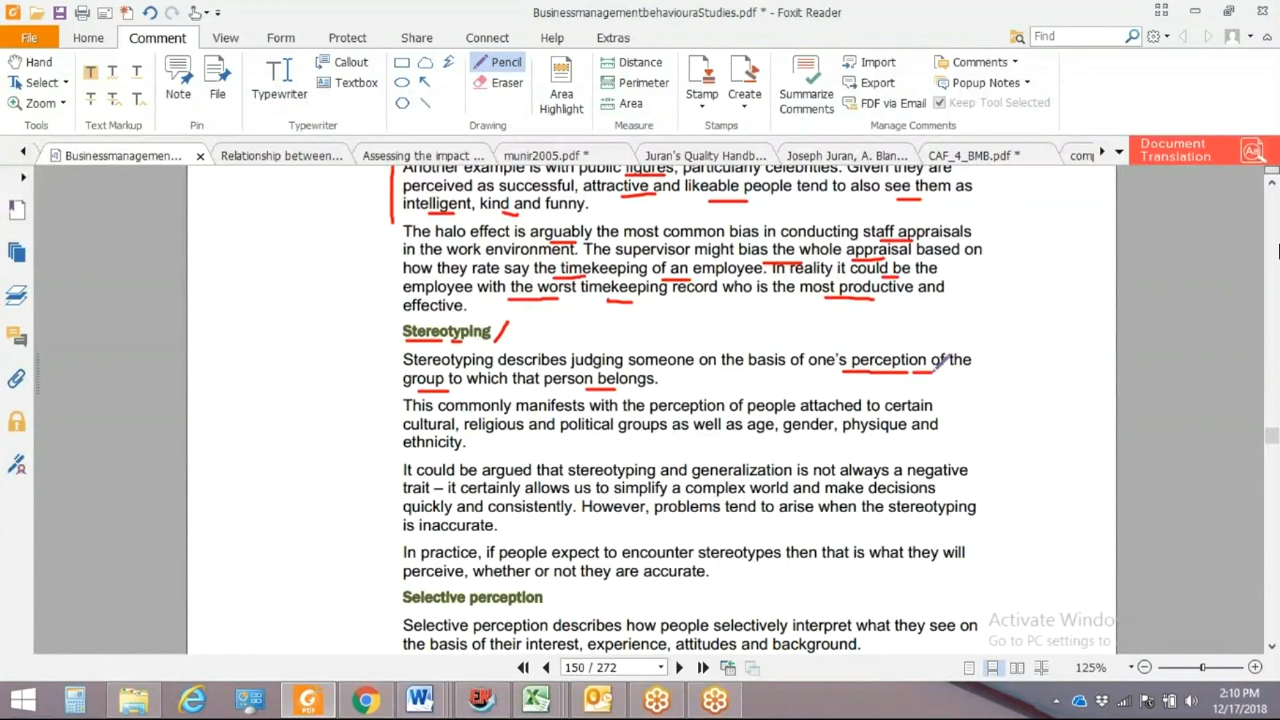 BusinessmanagementbehaviouraStudies.pdf * - Foxit Reader
File Home Comment View Form Protect Share Connect Help Extras Find
Hand Select Zoom Tools
Text Markup
Note File Pin
Typewriter Callout Textbox Typewriter
Pencil Eraser Area Highlight Drawing
Distance Perimeter Area Measure
Stamp Create Stamps
Summarize Comments Import Export FDF via Email Comments Popup Notes Keep Tool Selected Manage Comments
Businessmanagemen... Relationship between... Assessing the impact ... munir2005.pdf * Juran's Quality Handb... Joseph Juran, A. Blan... CAF_4_BMB.pdf * com
Document Translation
Another example is with public figures, particularly celebrities. Given they are
perceived as successful, attractive and likeable people tend to also see them as
intelligent, kind and funny.
The halo effect is arguably the most common bias in conducting staff appraisals
in the work environment. The supervisor might bias the whole appraisal based on
how they rate say the timekeeping of an employee. In reality it could be the
employee with the worst timekeeping record who is the most productive and
effective.
Stereotyping
Stereotyping describes judging someone on the basis of one's perception of the
group to which that person belongs.
This commonly manifests with the perception of people attached to certain
cultural, religious and political groups as well as age, gender, physique and
ethnicity.
It could be argued that stereotyping and generalization is not always a negative
trait – it certainly allows us to simplify a complex world and make decisions
quickly and consistently. However, problems tend to arise when the stereotyping
is inaccurate.
In practice, if people expect to encounter stereotypes then that is what they will
perceive, whether or not they are accurate.
Selective perception
Selective perception describes how people selectively interpret what they see on
the basis of their interest, experience, attitudes and background.
Activate Windo
Go to PC settings to
150 / 272 125%
2:10 PM
12/17/2018